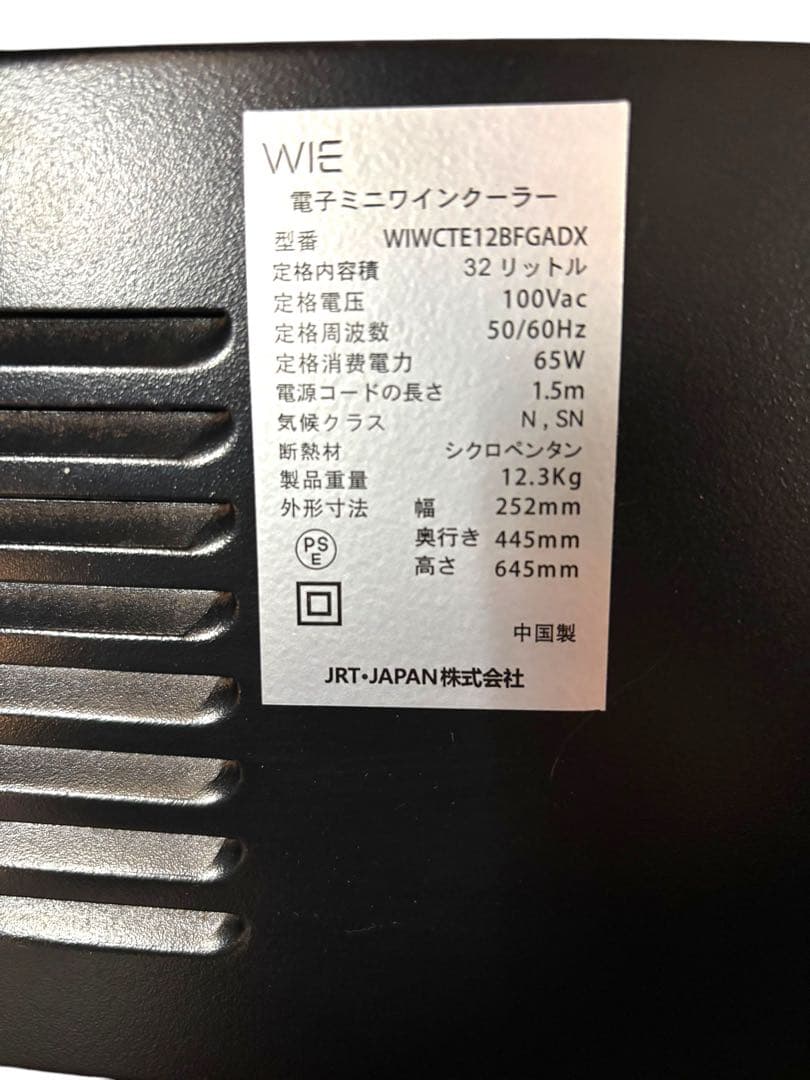 WIE
電子ミニワインクーラー
型番 WIWCTE12BFGADX
定格内容積 32リットル
定格電圧 100Vac
定格周波数 50/60Hz
定格消費電力 65W
電源コードの長さ 1.5m
気候クラス N , SN
断熱材 シクロペンタン
製品重量 12.3Kg
外形寸法 幅 252mm
奥行き 445mm
高さ 645mm
PS
E
中国製
JRT・JAPAN株式会社